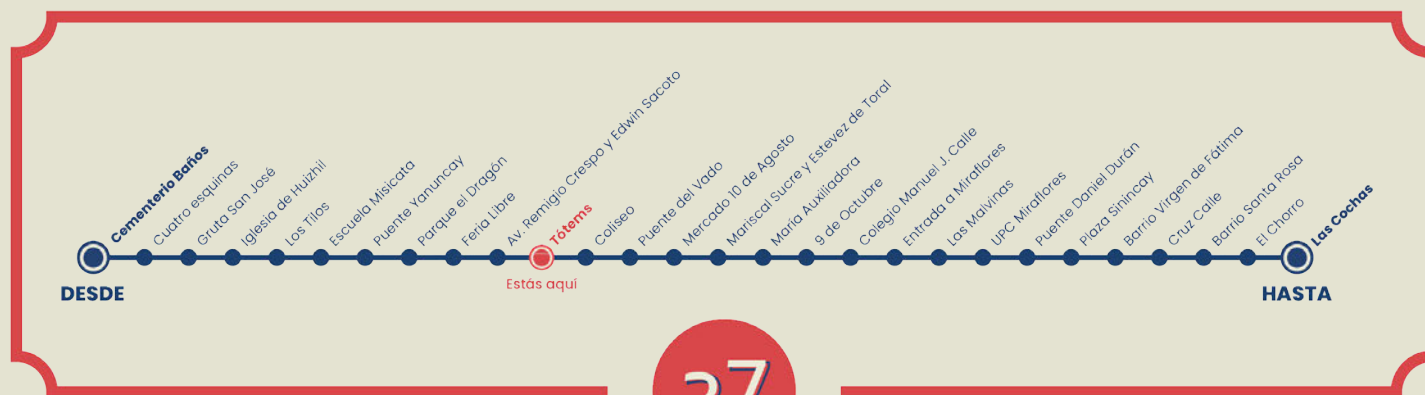 Cementerio Baños
Cuatro esquinas
Gruta San José
Iglesia de Huizhil
Los Tilos
Escuela Misicata
Puente Yanuncay
Parque el Dragón
Feria Libre
Av. Remigio Crespo y Edwin Sacoto
Tótems
Coliseo
Puente del Vado
Mercado 10 de Agosto
Mariscal Sucre y Estevez de Toral
María Auxiliadora
9 de Octubre
Colegio Manuel J. Calle
Entrada a Miraflores
Las Malvinas
UPC Miraflores
Puente Daniel Durán
Plaza Sinincay
Barrio Virgen de Fátima
Cruz Calle
Barrio Santa Rosa
El Chorro
Las Cochas
Estás aquí
DESDE
HASTA
27